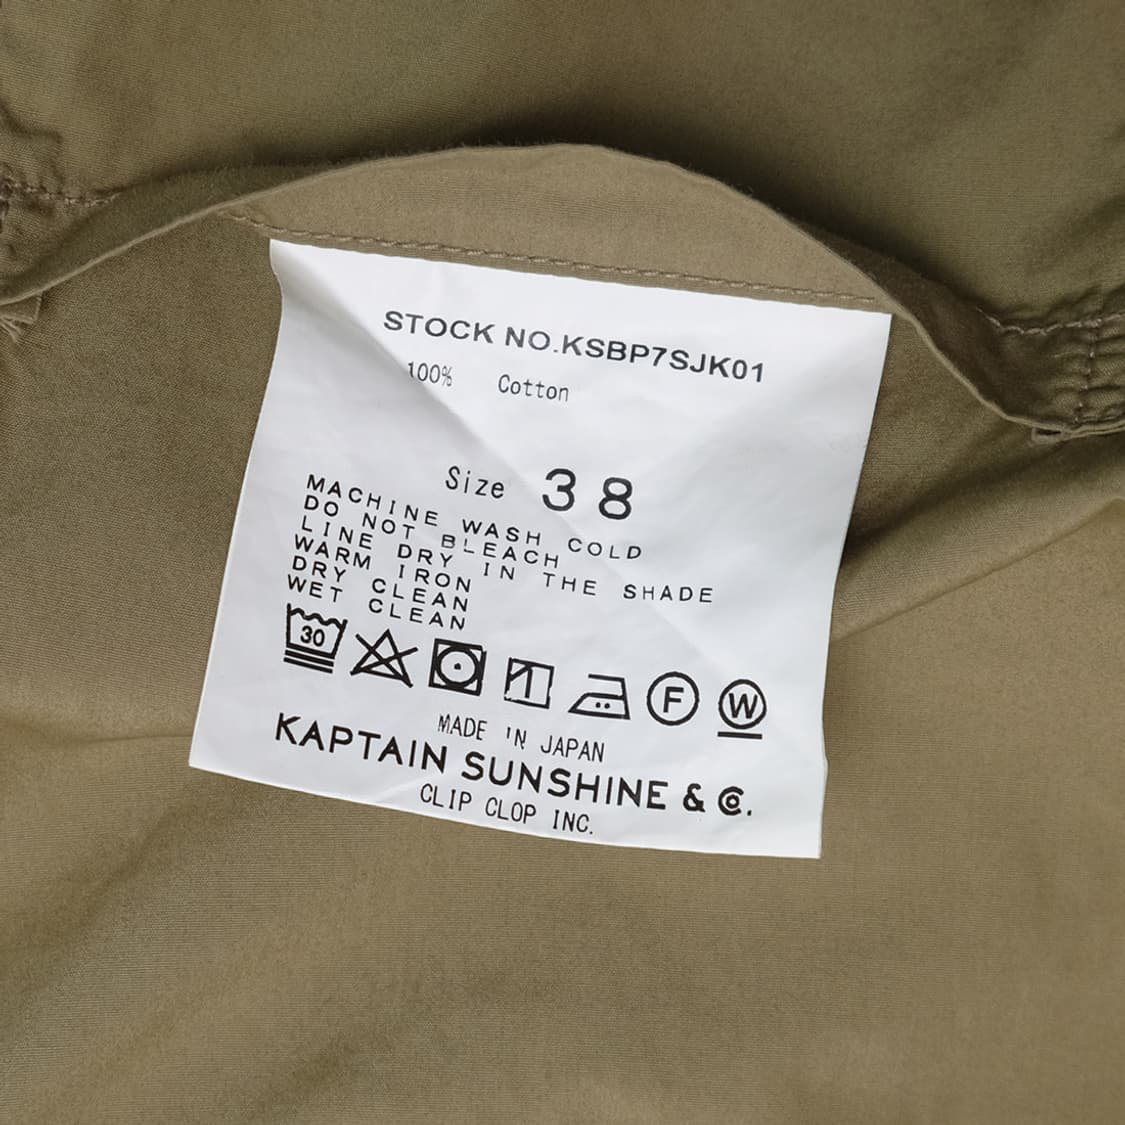 STOCK NO.KSBP7SJK01
100% Cotton
Size 38
MACHINE WASH COLD
DO NOT BLEACH
LINE DRY IN THE SHADE
WARM IRON
DRY CLEAN
WET CLEAN
30
F
W
MADE IN JAPAN
KAPTAIN SUNSHINE & Co.
CLIP CLOP INC.